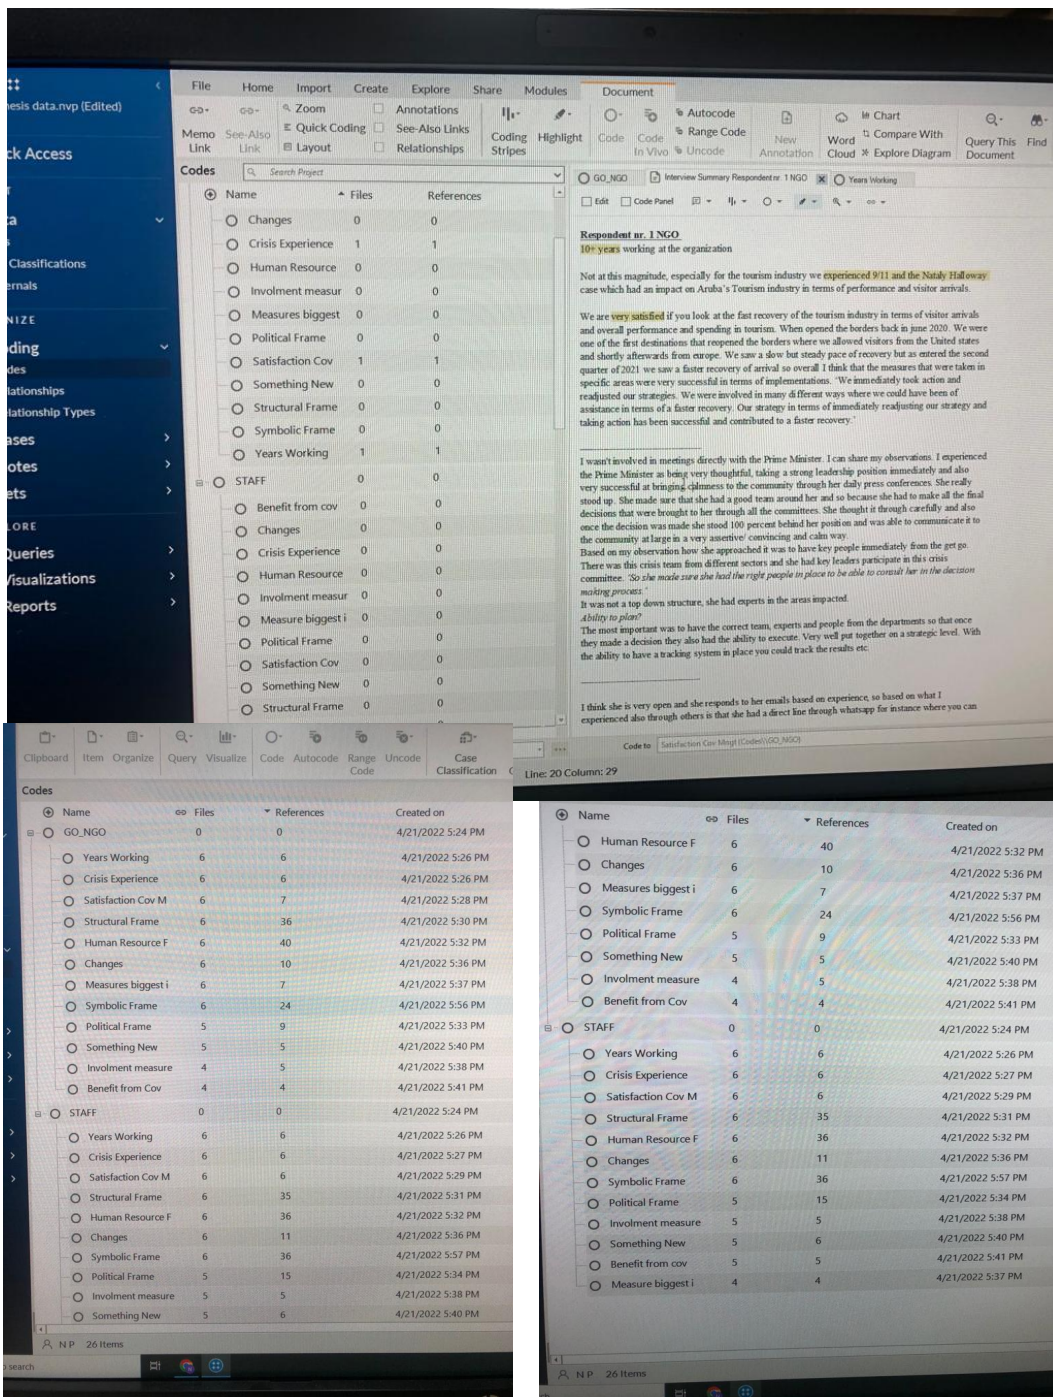 esis data.nvp (Edited)
ck Access
a
Classifications
ernals
NIZE
ding
des
lationships
lationship Types
ases
otes
ets
LORE
Queries
Visualizations
Reports
File Home Import Create Explore Share Modules Document
Memo Link
See-Also Link
Zoom
Quick Coding
Layout
Annotations
See-Also Links
Relationships
Coding Stripes
Highlight
Code
Code In Vivo
Autocode
Range Code
Uncode
New Annotation
Word Cloud
Chart
Compare With
Explore Diagram
Query This Document
Find
Codes
Search Project
Name Files References
Changes 0 0
Crisis Experience 1 1
Human Resource 0 0
Involment measur 0 0
Measures biggest 0 0
Political Frame 0 0
Satisfaction Cov 1 1
Something New 0 0
Structural Frame 0 0
Symbolic Frame 0 0
Years Working 1 1
STAFF 0 0
Benefit from cov 0 0
Changes 0 0
Crisis Experience 0 0
Human Resource 0 0
Involment measur 0 0
Measure biggest i 0 0
Political Frame 0 0
Satisfaction Cov 0 0
Something New 0 0
Structural Frame 0 0
GO_NGO
Interview Summary Respondent nr. 1 NGO
Years Working
Edit Code Panel
Respondent nr. 1 NGO
10+ years working at the organization
Not at this magnitude, especially for the tourism industry we experienced 9/11 and the Nataly Halloway
case which had an impact on Aruba's Tourism industry in terms of performance and visitor arrivals.
We are very satisfied if you look at the fast recovery of the tourism industry in terms of visitor arrivals
and overall performance and spending in tourism. When opened the borders back in june 2020. We were
one of the first destinations that reopened the borders where we allowed visitors from the United states
and shortly afterwards from europe. We saw a slow but steady pace of recovery but as entered the second
quarter of 2021 we saw a faster recovery of arrival so overall I think that the measures that were taken in
specific areas were very successful in terms of implementations. "We immediately took action and
readjusted our strategies. We were involved in many different ways where we could have been of
assistance in terms of a faster recovery. Our strategy in terms of immediately readjusting our strategy and
taking action has been successful and contributed to a faster recovery."
I wasn't involved in meetings directly with the Prime Minister. I can share my observations. I experienced
the Prime Minister as being very thoughtful, taking a strong leadership position immediately and also
very successful at bringing calmness to the community through her daily press conferences. She really
stood up. She made sure that she had a good team around her and so because she had to make all the final
decisions that were brought to her through all the committees. She thought it through carefully and also
once the decision was made she stood 100 percent behind her position and was able to communicate it to
the community at large in a very assertive/ convincing and calm way.
Based on my observation how she approached it was to have key people immediately from the get go.
There was this crisis team from different sectors and she had key leaders participate in this crisis
committee. "So she made sure she had the right people in place to be able to consult her in the decision
making process."
It was not a top down structure, she had experts in the areas impacted.
Ability to plan?
The most important was to have the correct team, experts and people from the departments so that once
they made a decision they also had the ability to execute. Very well put together on a strategic level. With
the ability to have a tracking system in place you could track the results etc.
I think she is very open and she responds to her emails based on experience, so based on what I
experienced also through others is that she had a direct line through whatsapp for instance where you can
Code to Satisfaction Cov Mngt (Codes\\GO_NGO)
Line: 20 Column: 29
Clipboard Item Organize Query Visualize Code Autocode Range Code Uncode Case Classification
Codes
Name Files References Created on
GO_NGO 0 0 4/21/2022 5:24 PM
Years Working 6 6 4/21/2022 5:26 PM
Crisis Experience 6 6 4/21/2022 5:26 PM
Satisfaction Cov M 6 7 4/21/2022 5:28 PM
Structural Frame 6 36 4/21/2022 5:30 PM
Human Resource F 6 40 4/21/2022 5:32 PM
Changes 6 10 4/21/2022 5:36 PM
Measures biggest i 6 7 4/21/2022 5:37 PM
Symbolic Frame 6 24 4/21/2022 5:56 PM
Political Frame 5 9 4/21/2022 5:33 PM
Something New 5 5 4/21/2022 5:40 PM
Involment measure 4 5 4/21/2022 5:38 PM
Benefit from Cov 4 4 4/21/2022 5:41 PM
STAFF 0 0 4/21/2022 5:24 PM
Years Working 6 6 4/21/2022 5:26 PM
Crisis Experience 6 6 4/21/2022 5:27 PM
Satisfaction Cov M 6 6 4/21/2022 5:29 PM
Structural Frame 6 35 4/21/2022 5:31 PM
Human Resource F 6 36 4/21/2022 5:32 PM
Changes 6 11 4/21/2022 5:36 PM
Symbolic Frame 6 36 4/21/2022 5:57 PM
Political Frame 5 15 4/21/2022 5:34 PM
Involment measure 5 5 4/21/2022 5:38 PM
Something New 5 6 4/21/2022 5:40 PM
N P 26 Items
search
Name Files References Created on
Human Resource F 6 40 4/21/2022 5:32 PM
Changes 6 10 4/21/2022 5:36 PM
Measures biggest i 6 7 4/21/2022 5:37 PM
Symbolic Frame 6 24 4/21/2022 5:56 PM
Political Frame 5 9 4/21/2022 5:33 PM
Something New 5 5 4/21/2022 5:40 PM
Involment measure 4 5 4/21/2022 5:38 PM
Benefit from Cov 4 4 4/21/2022 5:41 PM
STAFF 0 0 4/21/2022 5:24 PM
Years Working 6 6 4/21/2022 5:26 PM
Crisis Experience 6 6 4/21/2022 5:27 PM
Satisfaction Cov M 6 6 4/21/2022 5:29 PM
Structural Frame 6 35 4/21/2022 5:31 PM
Human Resource F 6 36 4/21/2022 5:32 PM
Changes 6 11 4/21/2022 5:36 PM
Symbolic Frame 6 36 4/21/2022 5:57 PM
Political Frame 5 15 4/21/2022 5:34 PM
Involment measure 5 5 4/21/2022 5:38 PM
Something New 5 6 4/21/2022 5:40 PM
Benefit from cov 5 5 4/21/2022 5:41 PM
Measure biggest i 4 4 4/21/2022 5:37 PM
N P 26 Items